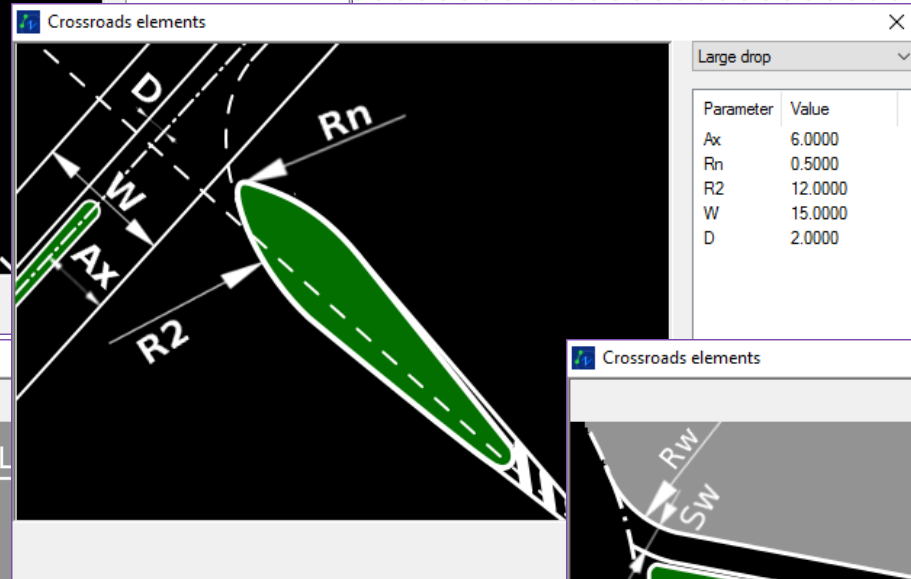 Crossroads elements
Large drop
Parameter Value
Ax 6.0000
Rn 0.5000
R2 12.0000
W 15.0000
D 2.0000
D
Rn
W
Ax
R2
Crossroads elements
Rw
Sw
L